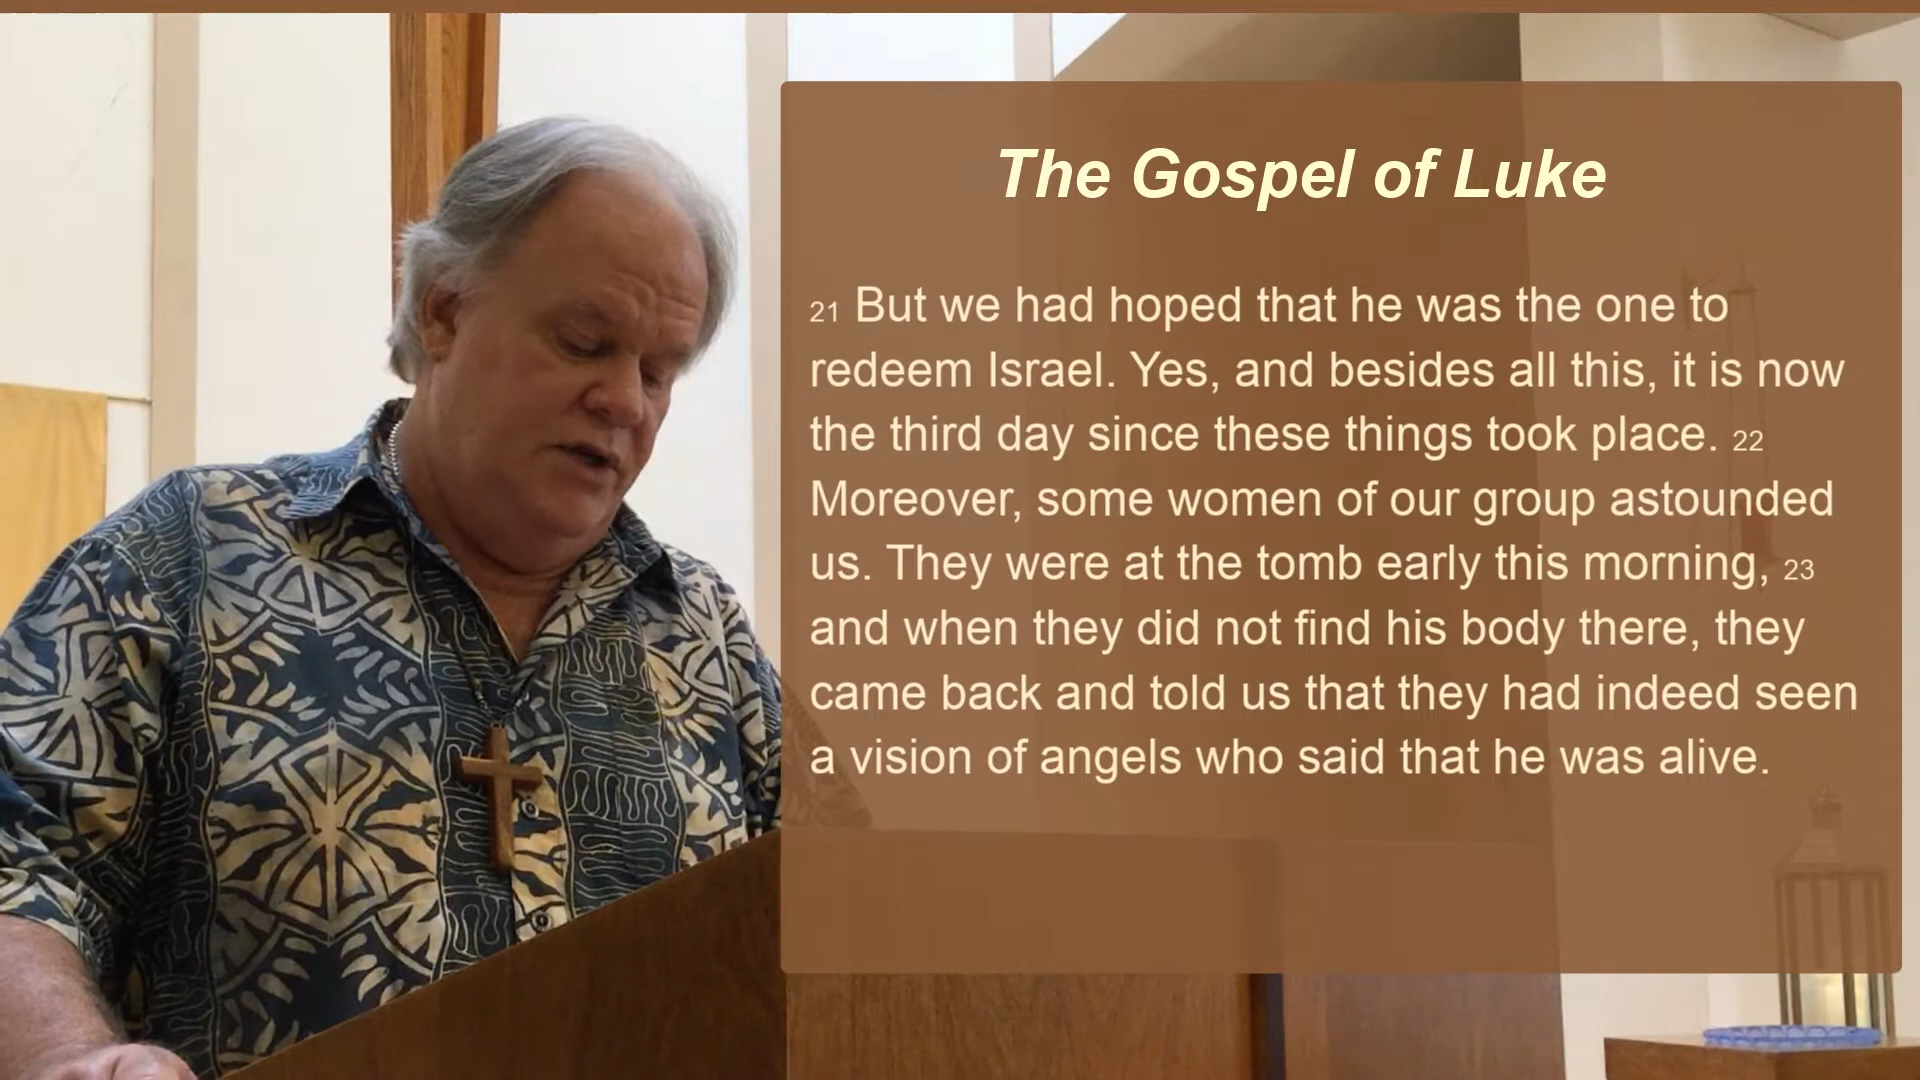 The Gospel of Luke
21 But we had hoped that he was the one to
redeem Israel. Yes, and besides all this, it is now
the third day since these things took place. 22
Moreover, some women of our group astounded
us. They were at the tomb early this morning, 23
and when they did not find his body there, they
came back and told us that they had indeed seen
a vision of angels who said that he was alive.